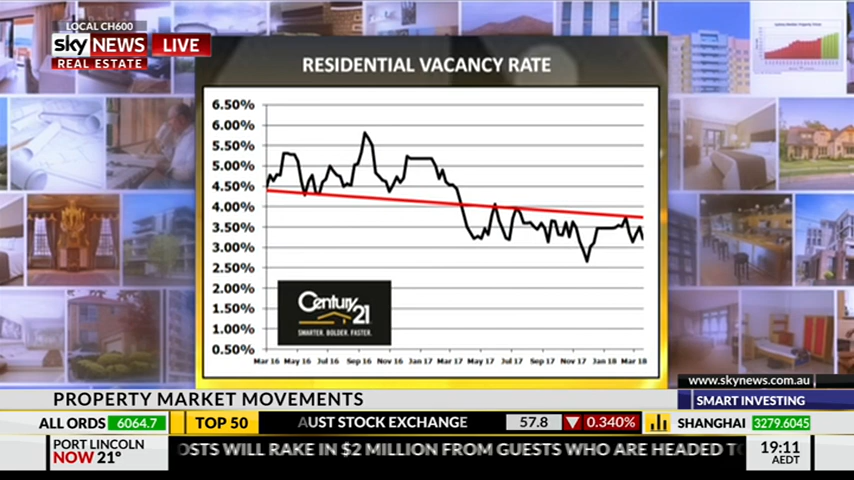 LOCAL CH600
sky NEWS LIVE
REAL ESTATE
RESIDENTIAL VACANCY RATE
6.50%
6.00%
5.50%
5.00%
4.50%
4.00%
3.50%
3.00%
2.50%
2.00%
1.50%
1.00%
0.50%
Century 21
SMARTER. BOLDER. FASTER.
Mar 16 May 16 Jul 16 Sep 16 Nov 16 Jan 17 Mar 17 May 17 Jul 17 Sep 17 Nov 17 Jan 18 Mar 18
www.skynews.com.au
PROPERTY MARKET MOVEMENTS
SMART INVESTING
ALL ORDS 6064.7 TOP 50 AUST STOCK EXCHANGE 57.8 0.340% SHANGHAI 3279.6045
PORT LINCOLN
NOW 21°
OSTS WILL RAKE IN $2 MILLION FROM GUESTS WHO ARE HEADED TO
19:11
AEDT